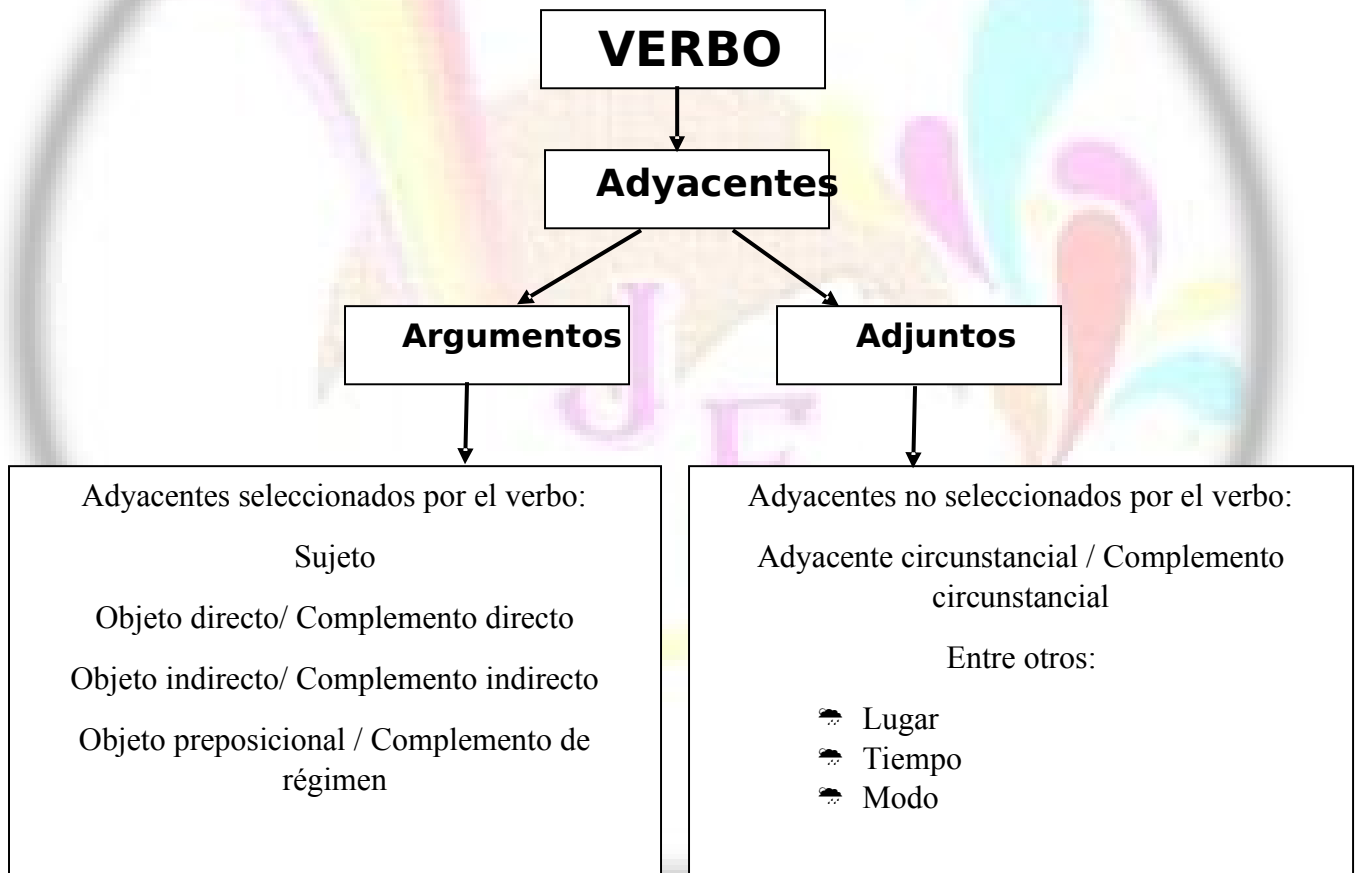 VERBO
Adyacentes
Argumentos
Adjuntos
Adyacentes seleccionados por el verbo:
Sujeto
Objeto directo/ Complemento directo
Objeto indirecto/ Complemento indirecto
Objeto preposicional / Complemento de
régimen
Adyacentes no seleccionados por el verbo:
Adyacente circunstancial / Complemento
circunstancial
Entre otros:
Lugar
Tiempo
Modo
J
F